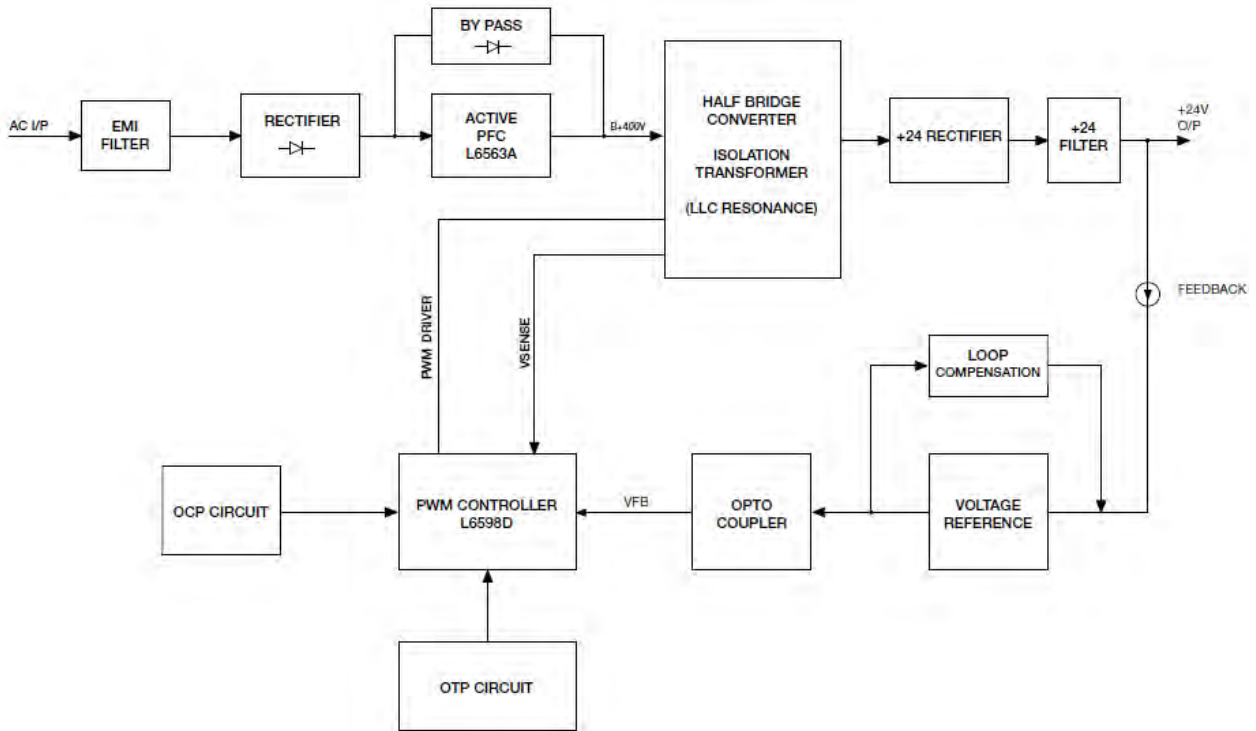 BY PASS
AC I/P
EMI
FILTER
RECTIFIER
ACTIVE
PFC
L6563A
B+400V
HALF BRIDGE
CONVERTER
ISOLATION
TRANSFORMER
(LLC RESONANCE)
+24 RECTIFIER
+24
FILTER
+24V
O/P
FEEDBACK
PWM DRIVER
VSENSE
LOOP
COMPENSATION
OCP CIRCUIT
PWM CONTROLLER
L6598D
VFB
OPTO
COUPLER
VOLTAGE
REFERENCE
OTP CIRCUIT